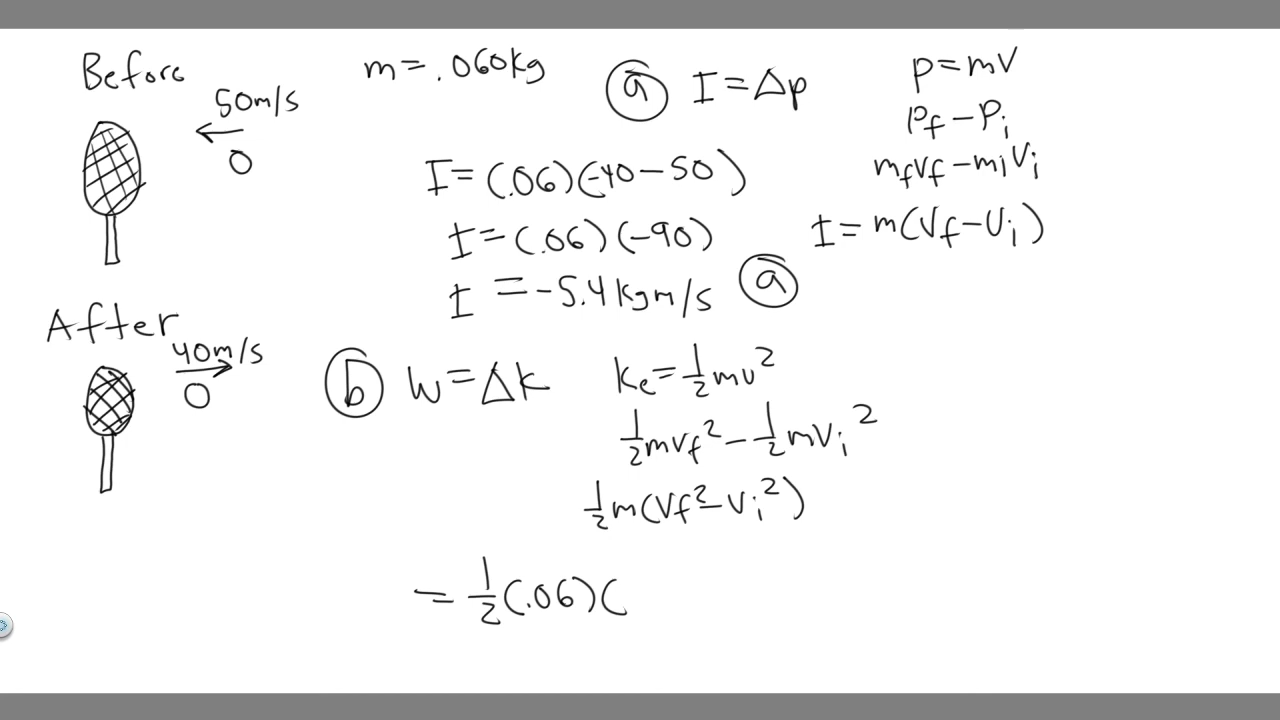 Before
50m/s
m=.060kg
ⓐ I=Δp
p=mv
pf-pi
mfvf-mivi
I=m(vf-vi)
I=(.06)(-40-50)
I=(.06)(-90)
I=-5.4kgm/s ⓐ
After
40m/s
ⓑ W=Δk
ke=½mv²
½mvf²-½mvi²
½m(vf²-vi²)
=½(.06)(